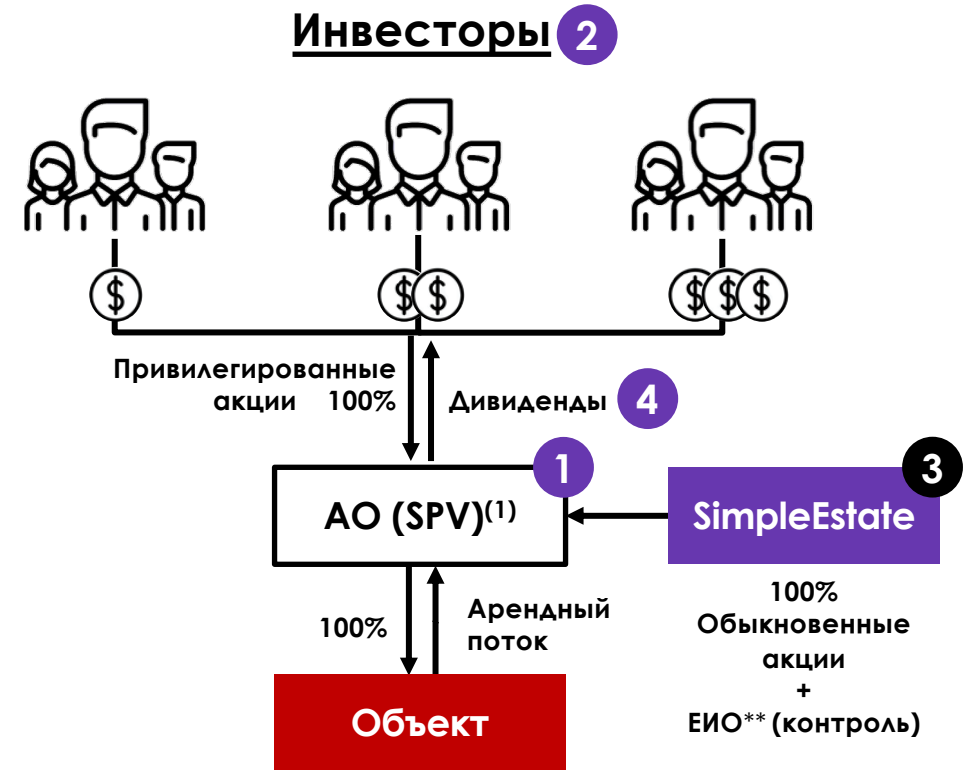 Инвесторы 2
$ $ $ $ $ $
Привилегированные
акции 100%
Дивиденды 4
1
АО (SPV)(1)
3
SimpleEstate
100%
Арендный
поток
100%
Обыкновенные
акции
+
ЕИО** (контроль)
Объект